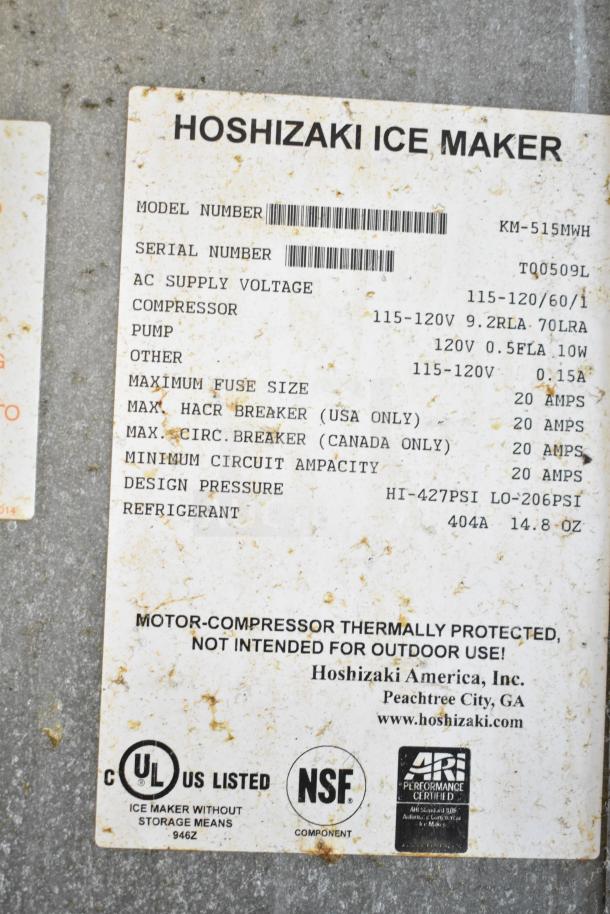 HOSHIZAKI ICE MAKER
MODEL NUMBER KM-515MWH
SERIAL NUMBER T00509L
AC SUPPLY VOLTAGE 115-120/60/1
COMPRESSOR 115-120V 9.2RLA 70LRA
PUMP 120V 0.5FLA 10W
OTHER 115-120V 0.15A
MAXIMUM FUSE SIZE 20 AMPS
MAX. HACR BREAKER (USA ONLY) 20 AMPS
MAX. CIRC.BREAKER (CANADA ONLY) 20 AMPS
MINIMUM CIRCUIT AMPACITY 20 AMPS
DESIGN PRESSURE HI-427PSI LO-206PSI
REFRIGERANT 404A 14.8 OZ
MOTOR-COMPRESSOR THERMALLY PROTECTED,
NOT INTENDED FOR OUTDOOR USE!
Hoshizaki America, Inc.
Peachtree City, GA
www.hoshizaki.com
C UL US LISTED
ICE MAKER WITHOUT
STORAGE MEANS
946Z
NSF®
COMPONENT
ARi
PERFORMANCE
CERTIFIED
Automatic Commercial
Ice Makers
014